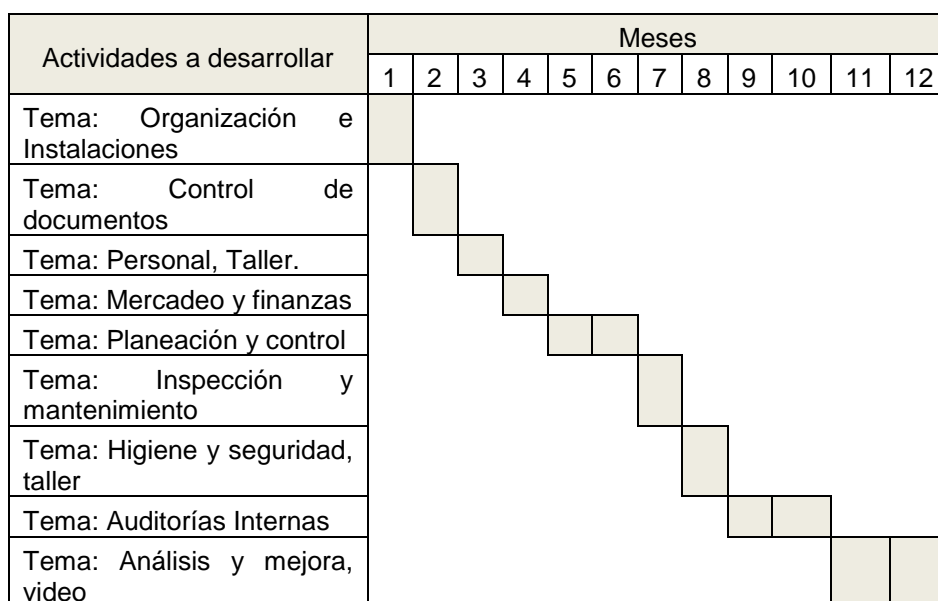 Actividades a desarrollar
Meses
1 2 3 4 5 6 7 8 9 10 11 12
Tema: Organización e
Instalaciones
Tema: Control de
documentos
Tema: Personal, Taller.
Tema: Mercadeo y finanzas
Tema: Planeación y control
Tema: Inspección y
mantenimiento
Tema: Higiene y seguridad,
taller
Tema: Auditorías Internas
Tema: Análisis y mejora,
video